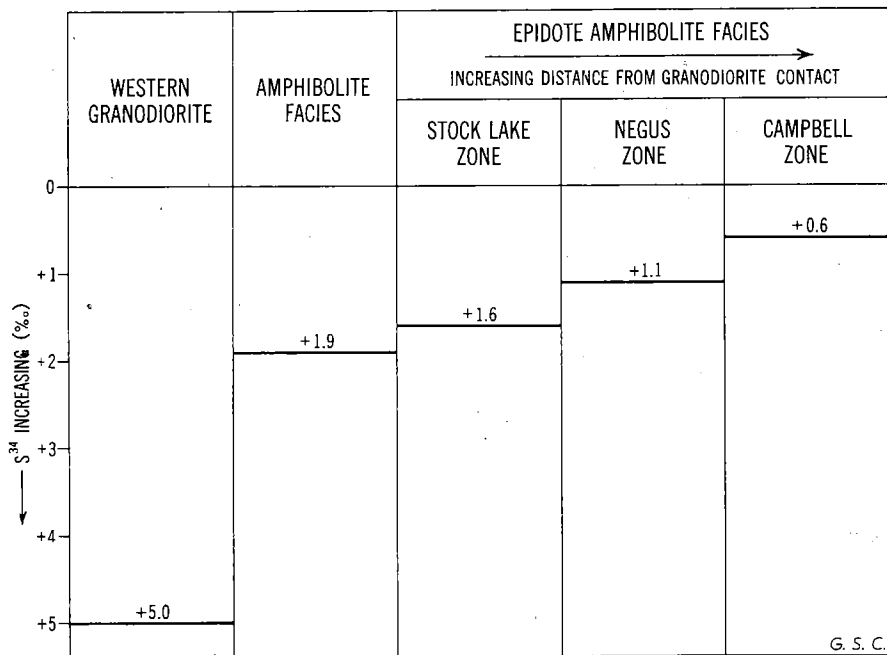 WESTERN
GRANODIORITE
AMPHIBOLITE
FACIES
EPIDOTE AMPHIBOLITE FACIES
INCREASING DISTANCE FROM GRANODIORITE CONTACT
STOCK LAKE
ZONE
NEGUS
ZONE
CAMPBELL
ZONE
0
+1
+2
+3
+4
+5
S34 INCREASING (‰)
+5.0
+1.9
+1.6
+1.1
+0.6
G. S. C.